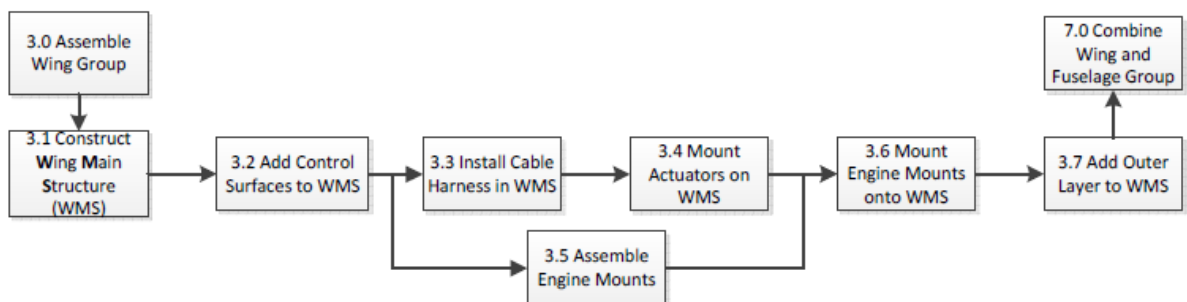 3.0 Assemble
Wing Group
7.0 Combine
Wing and
Fuselage Group
3.1 Construct
Wing Main
Structure
(WMS)
3.2 Add Control
Surfaces to WMS
3.3 Install Cable
Harness in WMS
3.4 Mount
Actuators on
WMS
3.6 Mount
Engine Mounts
onto WMS
3.7 Add Outer
Layer to WMS
3.5 Assemble
Engine Mounts